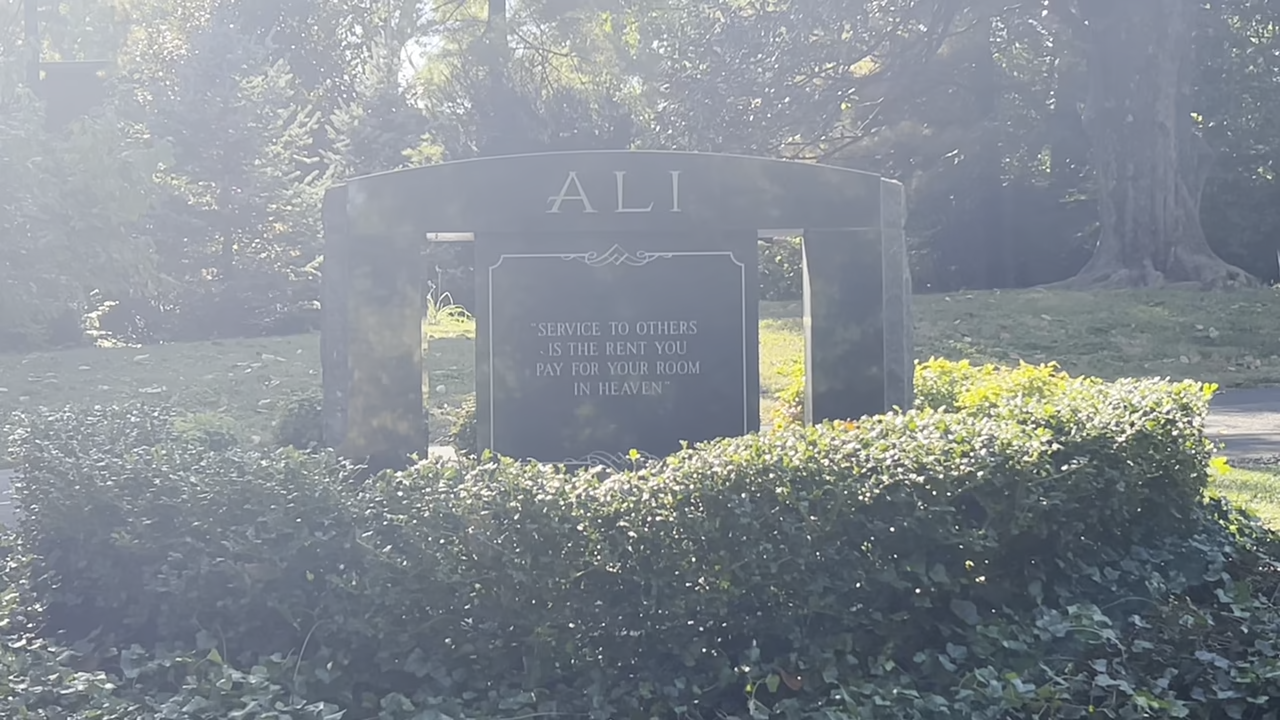 ALI
"SERVICE TO OTHERS
IS THE RENT YOU
PAY FOR YOUR ROOM
IN HEAVEN"